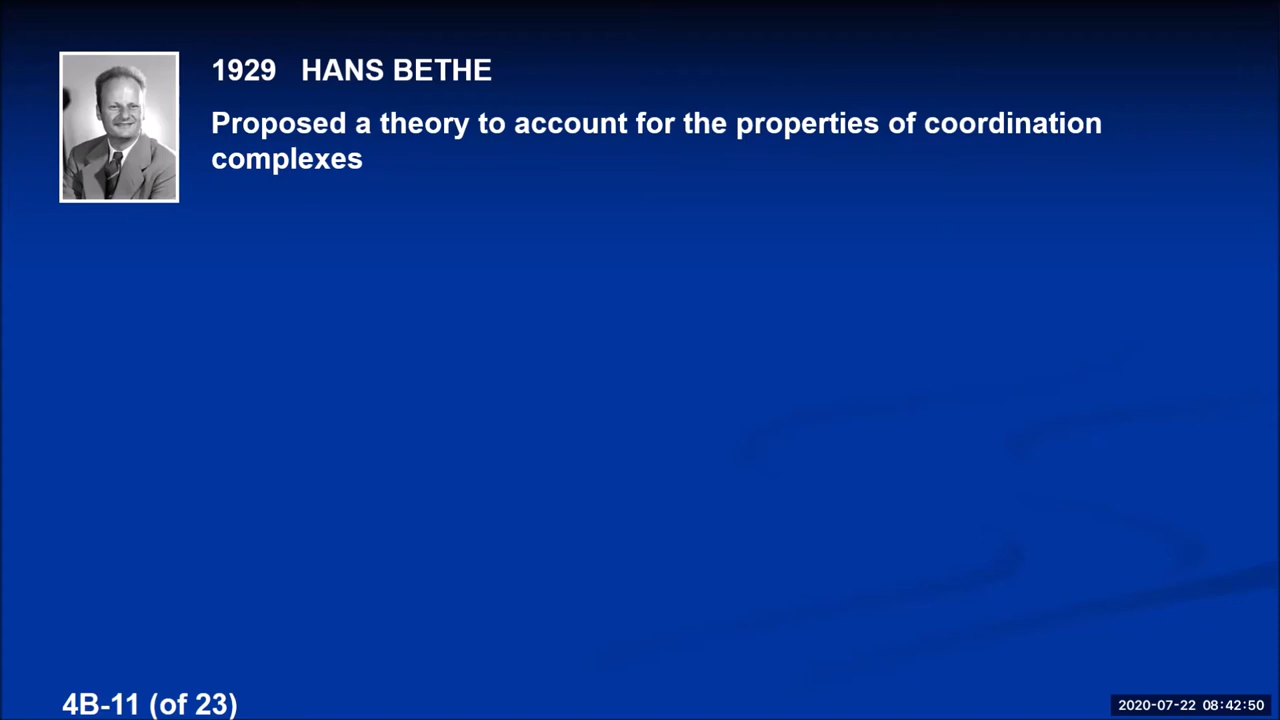 1929 HANS BETHE
Proposed a theory to account for the properties of coordination
complexes
4B-11 (of 23)
2020-07-22 08:42:50